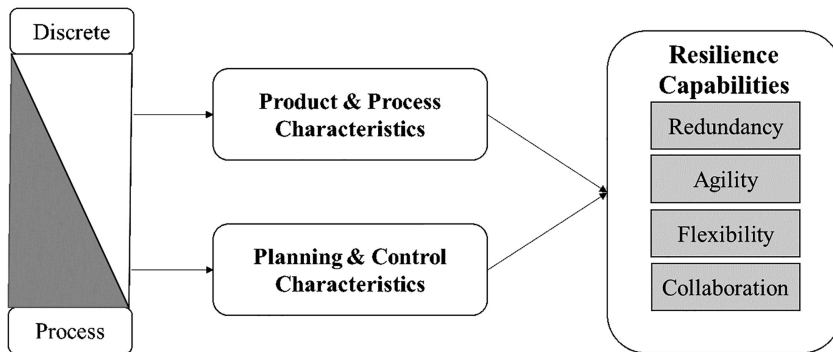 Discrete
Process
Product & Process
Characteristics
Planning & Control
Characteristics
Resilience
Capabilities
Redundancy
Agility
Flexibility
Collaboration